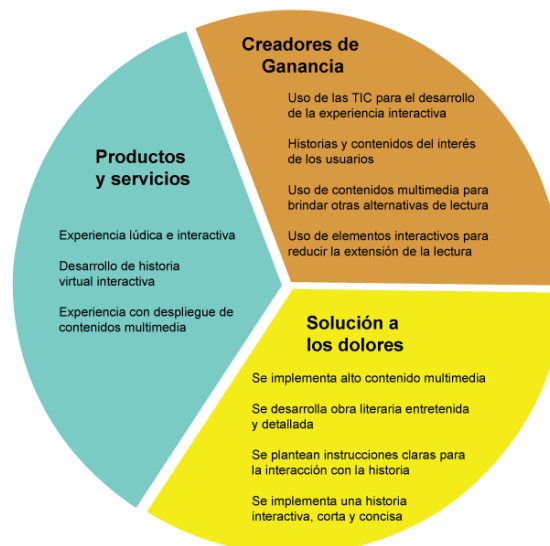 Creadores de
Ganancia
Uso de las TIC para el desarrollo
de la experiencia interactiva
Historias y contenidos del interés
de los usuarios
Uso de contenidos multimedia para
brindar otras alternativas de lectura
Uso de elementos interactivos para
reducir la extensión de la lectura
Productos
y servicios
Experiencia lúdica e interactiva
Desarrollo de historia
virtual interactiva
Experiencia con despliegue de
contenidos multimedia
Solución a
los dolores
Se implementa alto contenido multimedia
Se desarrolla obra literaria entretenida
y detallada
Se plantean instrucciones claras para
la interacción con la historia
Se implementa una historia
interactiva, corta y concisa